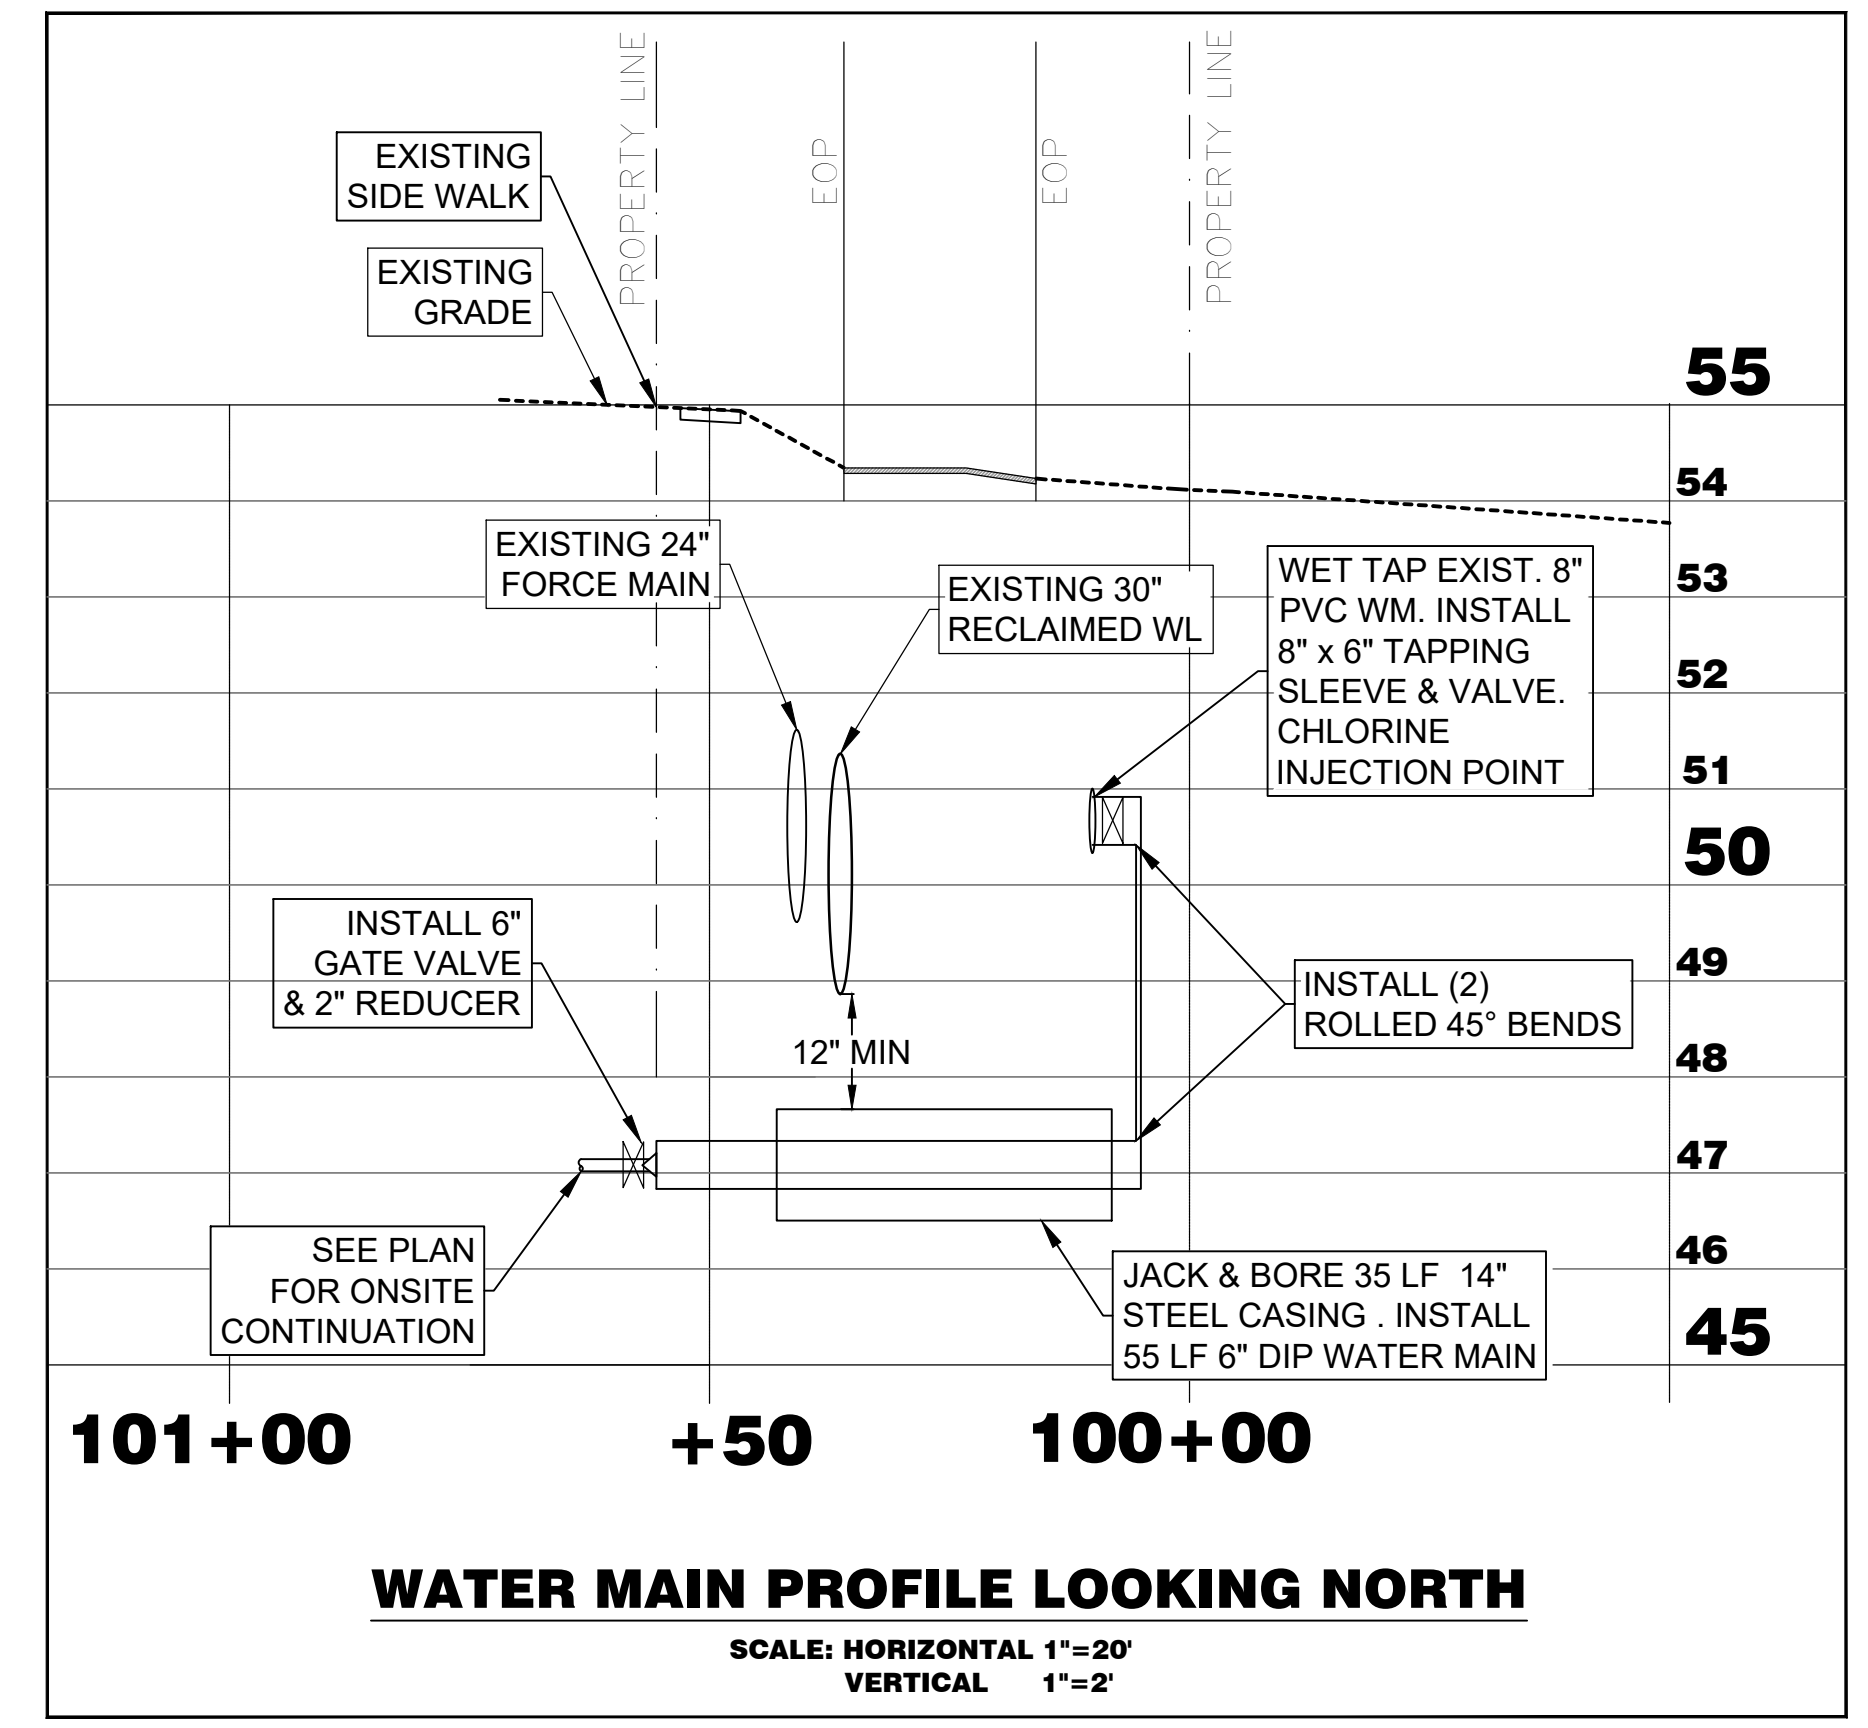 PROPERTY LINE
EOP
EOP
PROPERTY LINE
EXISTING
SIDE WALK
EXISTING
GRADE
55
54
53
52
51
50
49
48
47
46
45
EXISTING 24"
FORCE MAIN
EXISTING 30"
RECLAIMED WL
WET TAP EXIST. 8"
PVC WM. INSTALL
8" x 6" TAPPING
SLEEVE & VALVE.
CHLORINE
INJECTION POINT
INSTALL 6"
GATE VALVE
& 2" REDUCER
12" MIN
INSTALL (2)
ROLLED 45° BENDS
SEE PLAN
FOR ONSITE
CONTINUATION
JACK & BORE 35 LF 14"
STEEL CASING . INSTALL
55 LF 6" DIP WATER MAIN
101+00
+50
100+00
WATER MAIN PROFILE LOOKING NORTH
SCALE: HORIZONTAL 1"=20'
VERTICAL 1"=2'